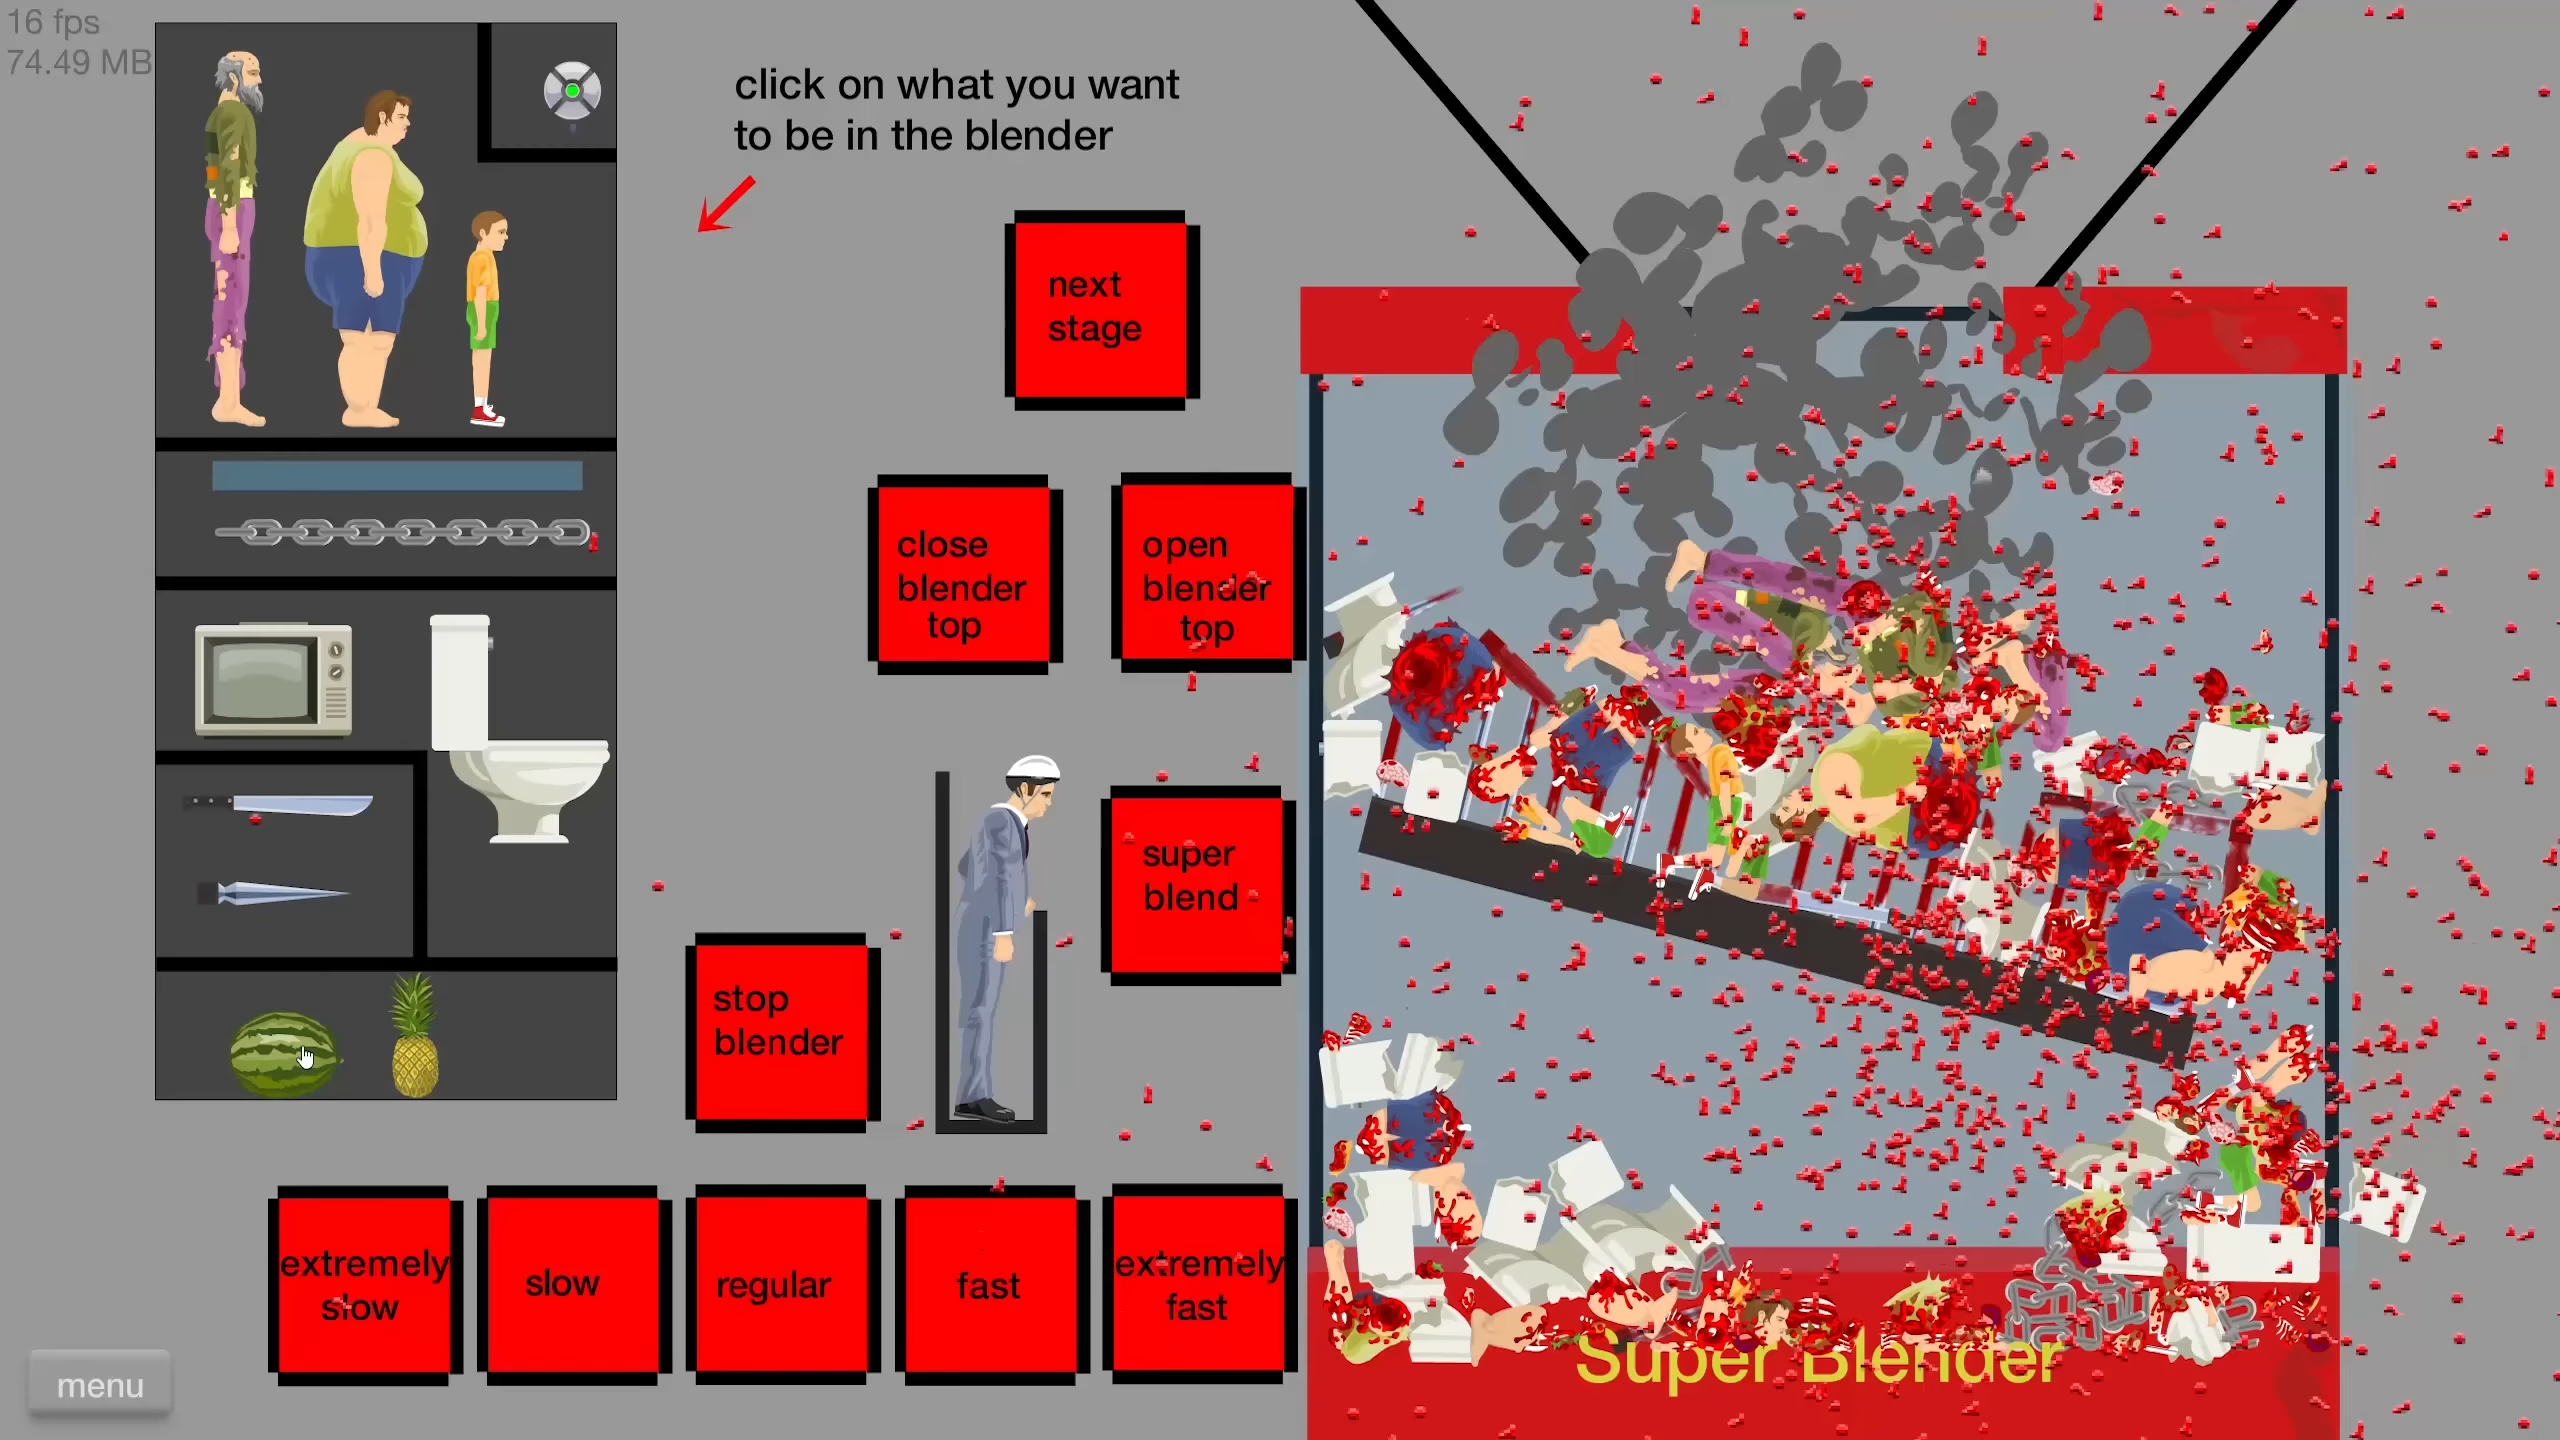 16 fps
74.49 MB
click on what you want
to be in the blender
next
stage
close
blender
top
open
blender
top
super
blend
stop
blender
extremely
slow
slow
regular
fast
extremely
fast
menu
Super Blender